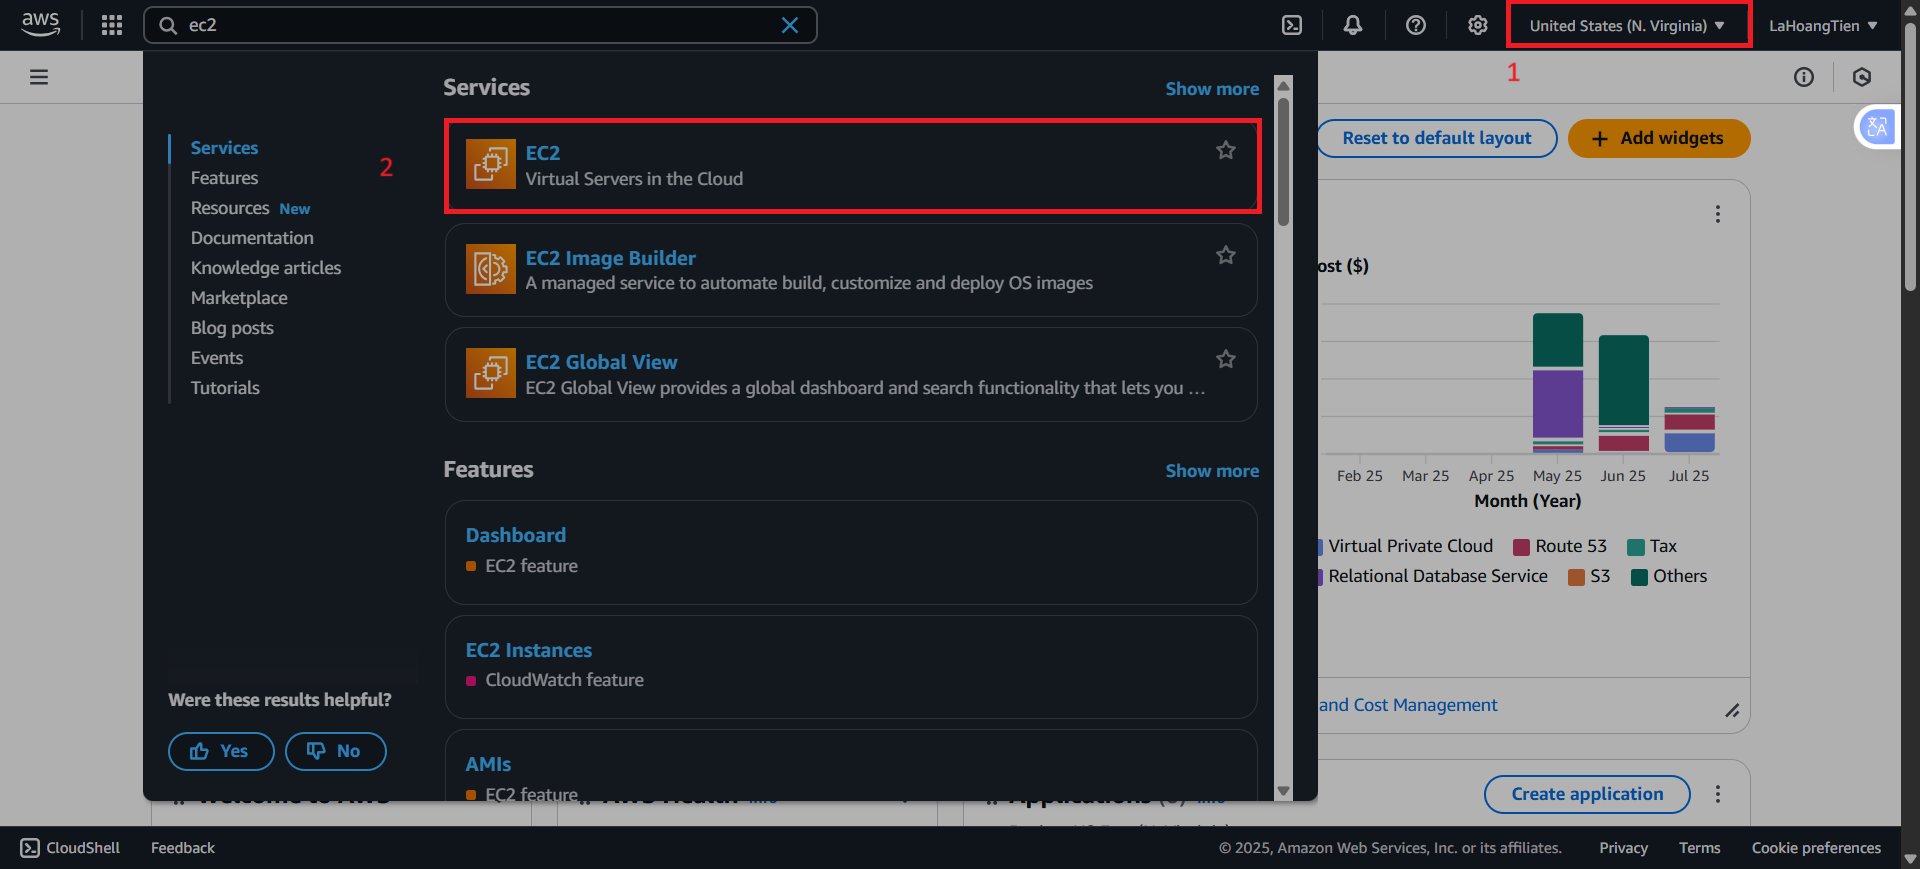 aws
ec2
United States (N. Virginia)
LaHoangTien
1
Services
Show more
Reset to default layout
Add widgets
Services
Features
Resources New
Documentation
Knowledge articles
Marketplace
Blog posts
Events
Tutorials
2
EC2
Virtual Servers in the Cloud
EC2 Image Builder
A managed service to automate build, customize and deploy OS images
EC2 Global View
EC2 Global View provides a global dashboard and search functionality that lets you ...
ost ($)
Feb 25 Mar 25 Apr 25 May 25 Jun 25 Jul 25
Month (Year)
Virtual Private Cloud Route 53 Tax
Relational Database Service S3 Others
Features
Show more
Dashboard
EC2 feature
EC2 Instances
CloudWatch feature
AMIs
EC2 feature
and Cost Management
Were these results helpful?
Yes
No
Create application
CloudShell
Feedback
© 2025, Amazon Web Services, Inc. or its affiliates.
Privacy
Terms
Cookie preferences